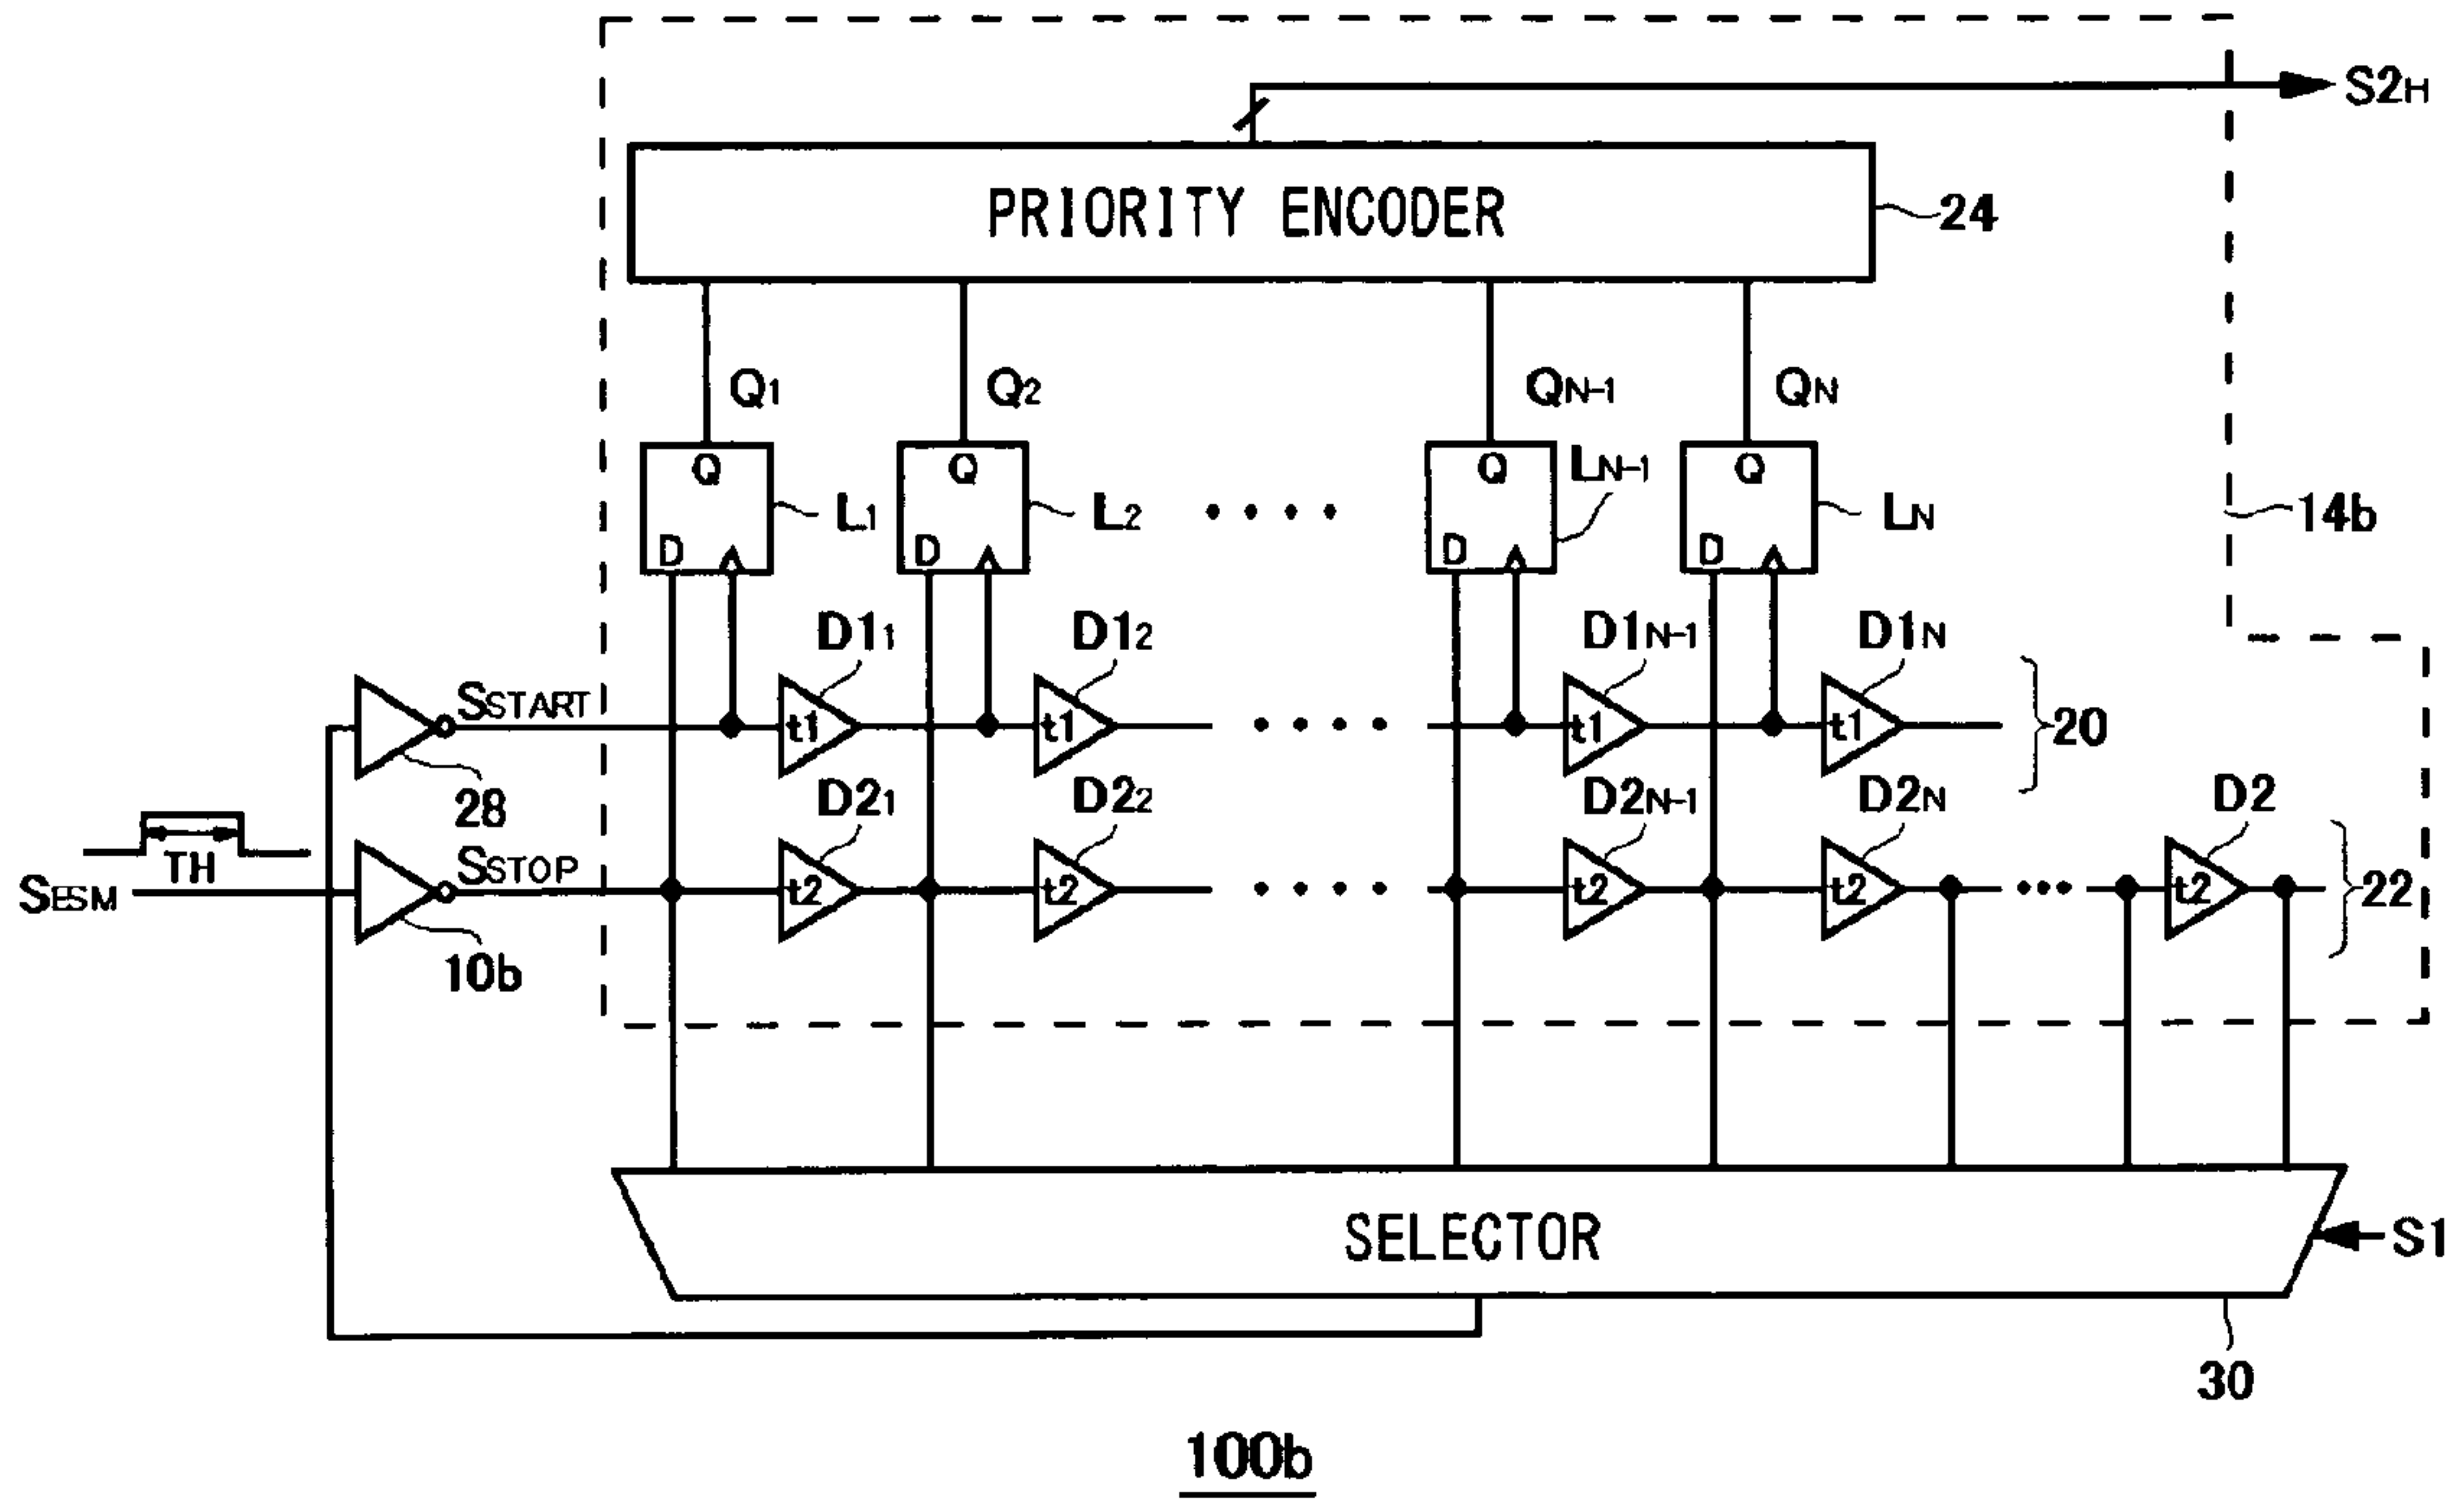 S2H
PRIORITY ENCODER
24
Q1
Q2
QN-1
QN
Q
Q
Q
Q
L1
L2
LN-1
LN
14b
D
D
D
D
D11
D12
D1N-1
D1N
SSTART
t1
t1
t1
t1
20
28
D21
D22
D2N-1
D2N
D2
TH
SSTOP
SESM
t2
t2
t2
t2
t2
22
10b
SELECTOR
S1
30
100b